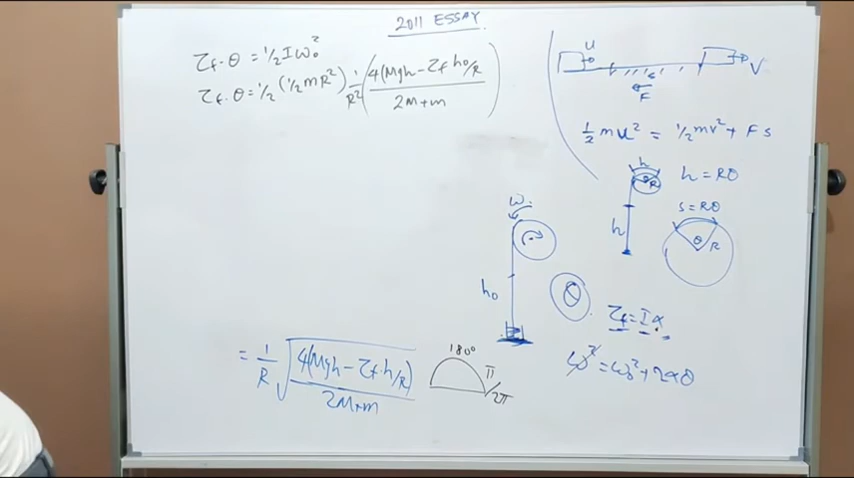 2011 ESSAY
τf·θ = ½Iω₀²
τf·θ = ½(½mR²) 1/R² (4(Mgh - τf h₀/R) / 2M+m)
u
V
s
F
½mu² = ½mv² + Fs
h
θ R
h = Rθ
h
s = Rθ
θ R
ω₀
h₀
τf = Iα
ω² = ω₀² + 2αθ
= 1/R √(4(Mgh - τf·h/R) / 2M+m)
180°
π
2π